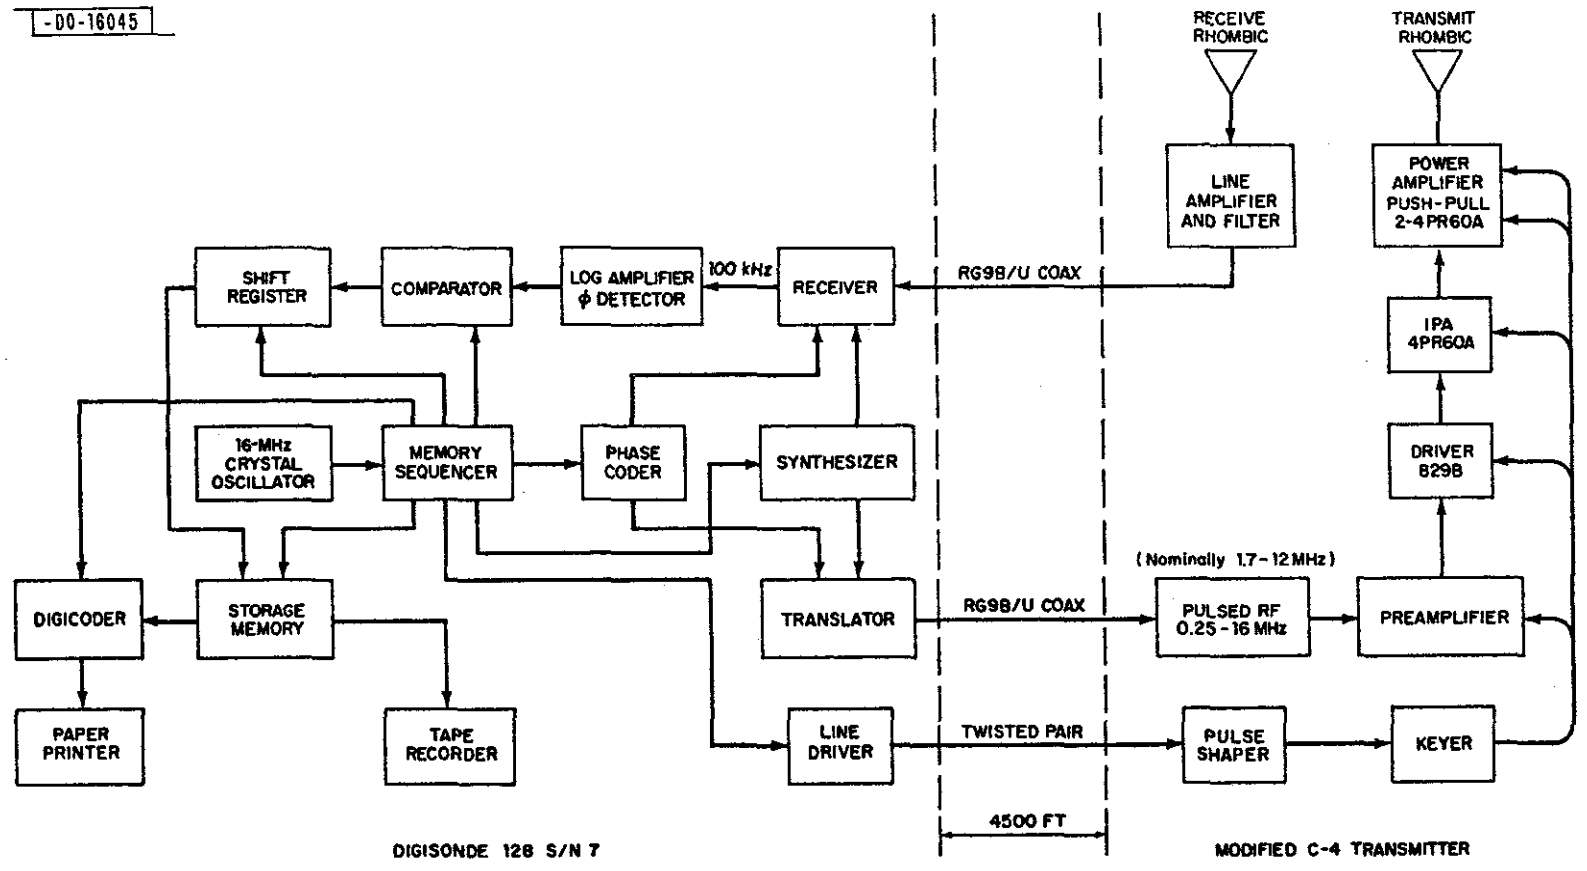 -DO-16045
RECEIVE
RHOMBIC
TRANSMIT
RHOMBIC
LINE
AMPLIFIER
AND FILTER
POWER
AMPLIFIER
PUSH-PULL
2-4PR60A
SHIFT
REGISTER
COMPARATOR
LOG AMPLIFIER
ϕ DETECTOR
100 kHz
RECEIVER
RG9B/U COAX
IPA
4PR60A
16-MHz
CRYSTAL
OSCILLATOR
MEMORY
SEQUENCER
PHASE
CODER
SYNTHESIZER
DRIVER
829B
(Nominally 1.7-12 MHz)
DIGICODER
STORAGE
MEMORY
TRANSLATOR
RG9B/U COAX
PULSED RF
0.25-16 MHz
PREAMPLIFIER
PAPER
PRINTER
TAPE
RECORDER
LINE
DRIVER
TWISTED PAIR
PULSE
SHAPER
KEYER
4500 FT
DIGISONDE 128 S/N 7
MODIFIED C-4 TRANSMITTER